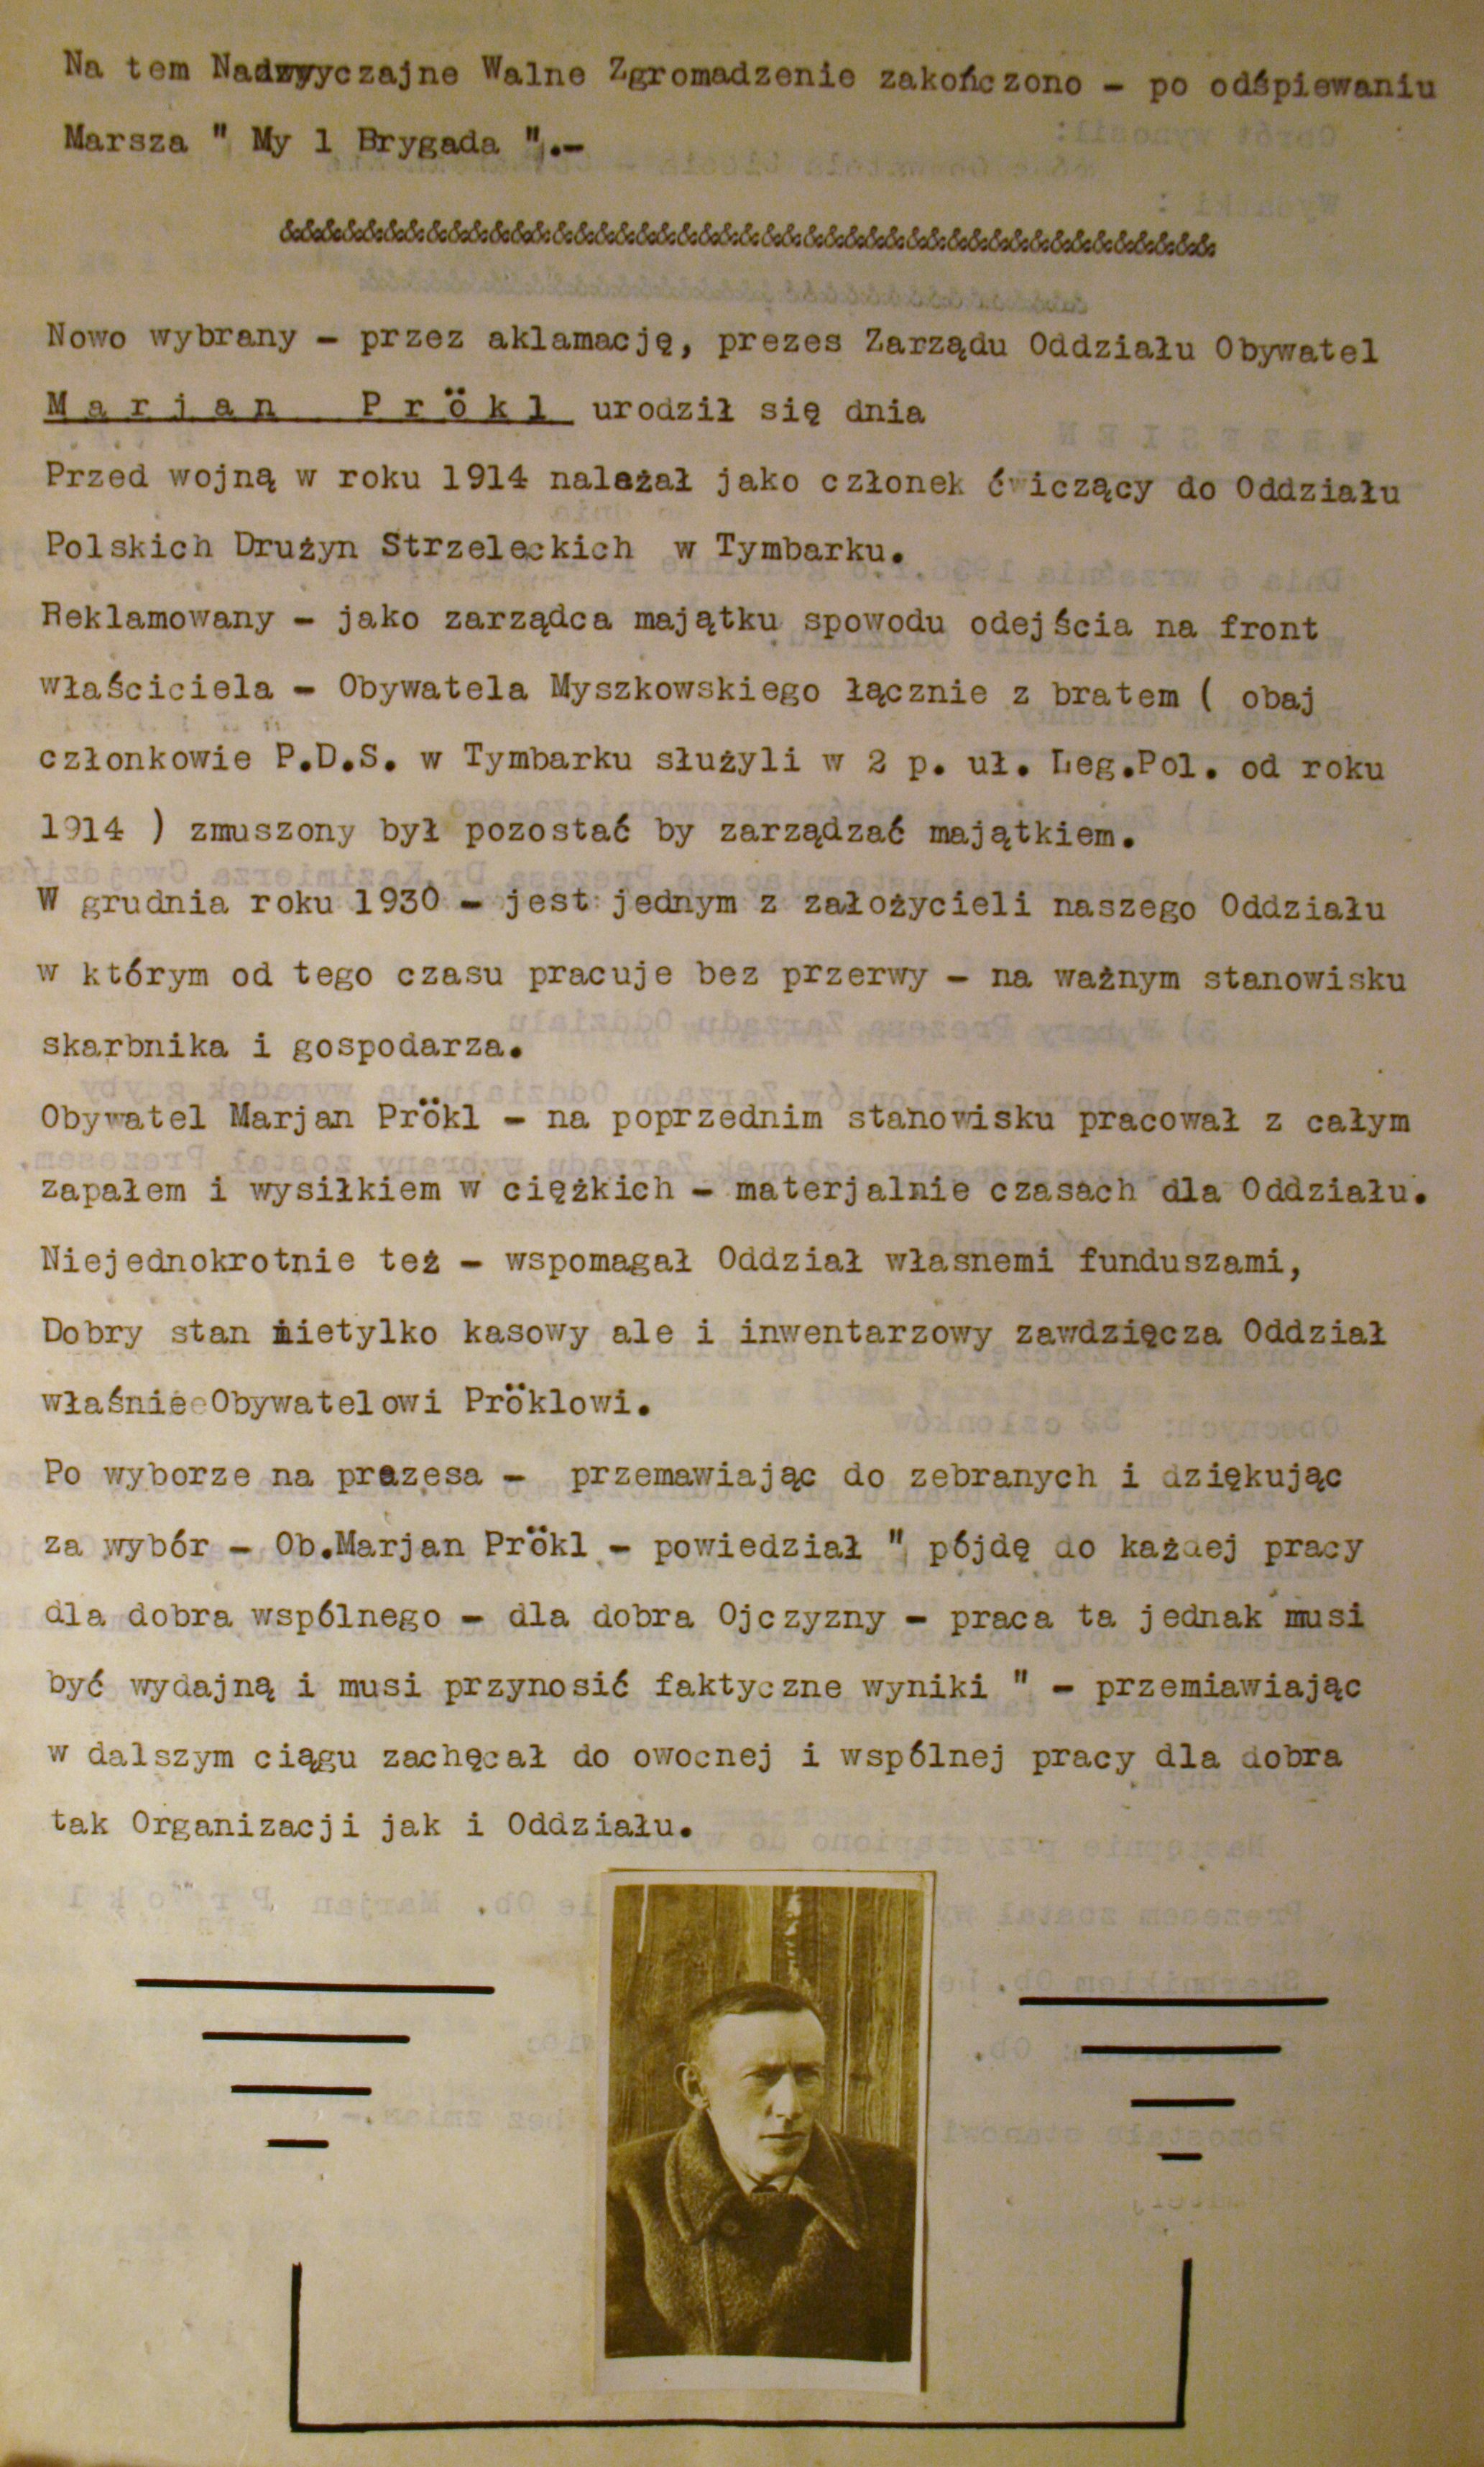 Na tem Nadzwyczajne Walne Zgromadzenie zakończono - po odśpiewaniu
Marsza " My 1 Brygada ".-
&&&&&&&&&&&&&&&&&&&&&&&&&&&&&&&&&&&&&&&&&&&&&
Nowo wybrany - przez aklamację, prezes Zarządu Oddziału Obywatel
M a r j a n   P r ö k l urodził się dnia
Przed wojną w roku 1914 należał jako członek ćwiczący do Oddziału
Polskich Drużyn Strzeleckich w Tymbarku.
Reklamowany - jako zarządca majątku spowodu odejścia na front
właściciela - Obywatela Myszkowskiego łącznie z bratem ( obaj
członkowie P.D.S. w Tymbarku służyli w 2 p. uł. Leg.Pol. od roku
1914 ) zmuszony był pozostać by zarządzać majątkiem.
W grudnia roku 1930 - jest jednym z założycieli naszego Oddziału
w którym od tego czasu pracuje bez przerwy - na ważnym stanowisku
skarbnika i gospodarza.
Obywatel Marjan Prökl - na poprzednim stanowisku pracował z całym
zapałem i wysiłkiem w ciężkich - materjalnie czasach dla Oddziału.
Niejednokrotnie też - wspomagał Oddział własnemi funduszami,
Dobry stan nietylko kasowy ale i inwentarzowy zawdzięcza Oddział
właśnie Obywatelowi Pröklowi.
Po wyborze na prezesa - przemawiając do zebranych i dziękując
za wybór - Ob.Marjan Prökl - powiedział " pójdę do każdej pracy
dla dobra wspólnego - dla dobra Ojczyzny - praca ta jednak musi
być wydajną i musi przynosić faktyczne wyniki " - przemiawiając
w dalszym ciągu zachęcał do owocnej i wspólnej pracy dla dobra
tak Organizacji jak i Oddziału.